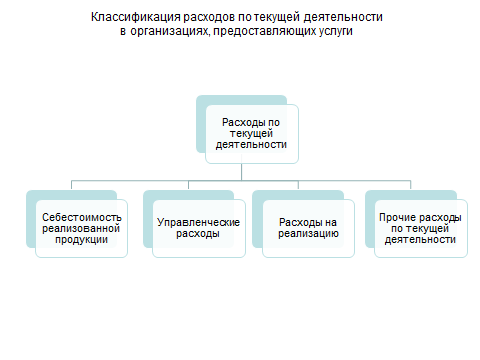 Классификация расходов по текущей деятельности
в организациях, предоставляющих услуги
Расходы по
текущей
деятельности
Себестоимость
реализованной
продукции
Управленческие
расходы
Расходы на
реализацию
Прочие расходы
по текущей
деятельности